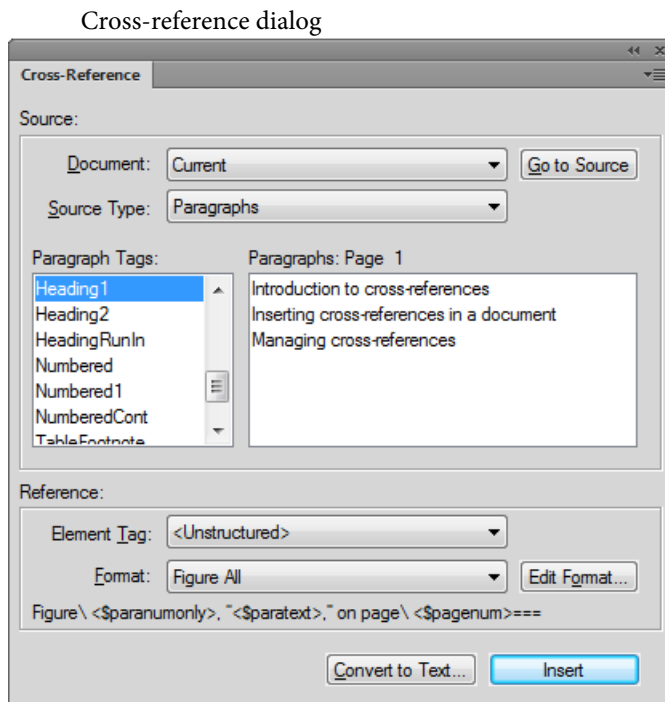 Cross-reference dialog
Cross-Reference
Source:
Document: Current Go to Source
Source Type: Paragraphs
Paragraph Tags: Paragraphs: Page 1
Heading1 Introduction to cross-references
Heading2 Inserting cross-references in a document
HeadingRunIn Managing cross-references
Numbered
Numbered1
NumberedCont
TableFootnote
Reference:
Element Tag: <Unstructured>
Format: Figure All Edit Format...
Figure\ <$paranumonly>, "<$paratext>," on page\ <$pagenum>===
Convert to Text... Insert